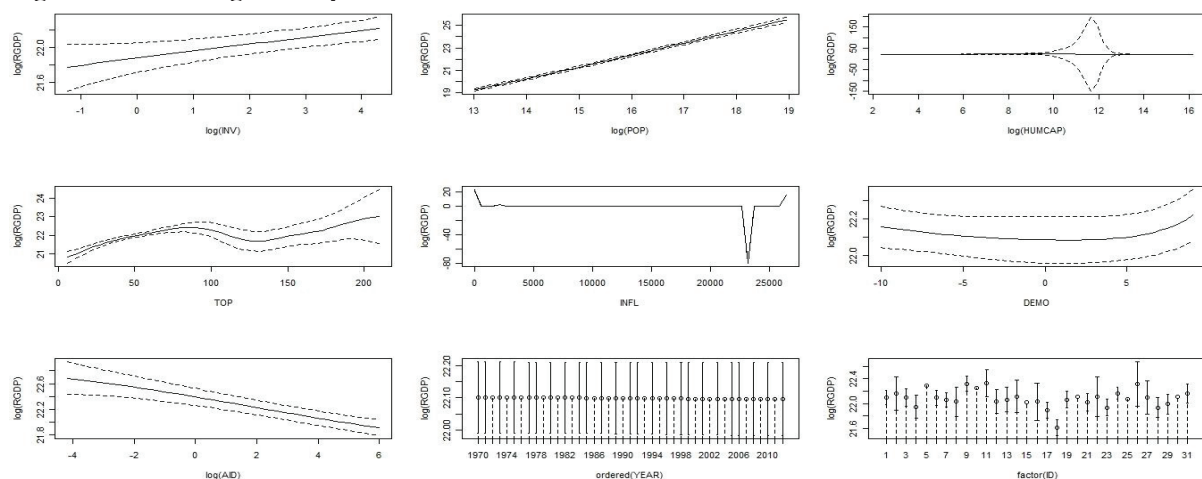 22.0
21.6
log(RGDP)
-1 0 1 2 3 4
log(INV)
25
23
21
19
log(RGDP)
13 14 15 16 17 18 19
log(POP)
150
50
-50
-150
log(RGDP)
2 4 6 8 10 12 14 16
log(HUMCAP)
24
23
22
21
log(RGDP)
0 50 100 150 200
TOP
20
0
-40
-80
log(RGDP)
0 5000 10000 15000 20000 25000
INFL
22.2
22.0
log(RGDP)
-10 -5 0 5
DEMO
22.6
22.2
21.8
log(RGDP)
-4 -2 0 2 4 6
log(AID)
22.20
22.10
22.00
log(RGDP)
1970 1974 1978 1982 1986 1990 1994 1998 2002 2006 2010
ordered(YEAR)
22.4
22.0
21.6
log(RGDP)
1 3 5 7 9 11 13 15 17 19 21 23 25 27 29 31
factor(ID)